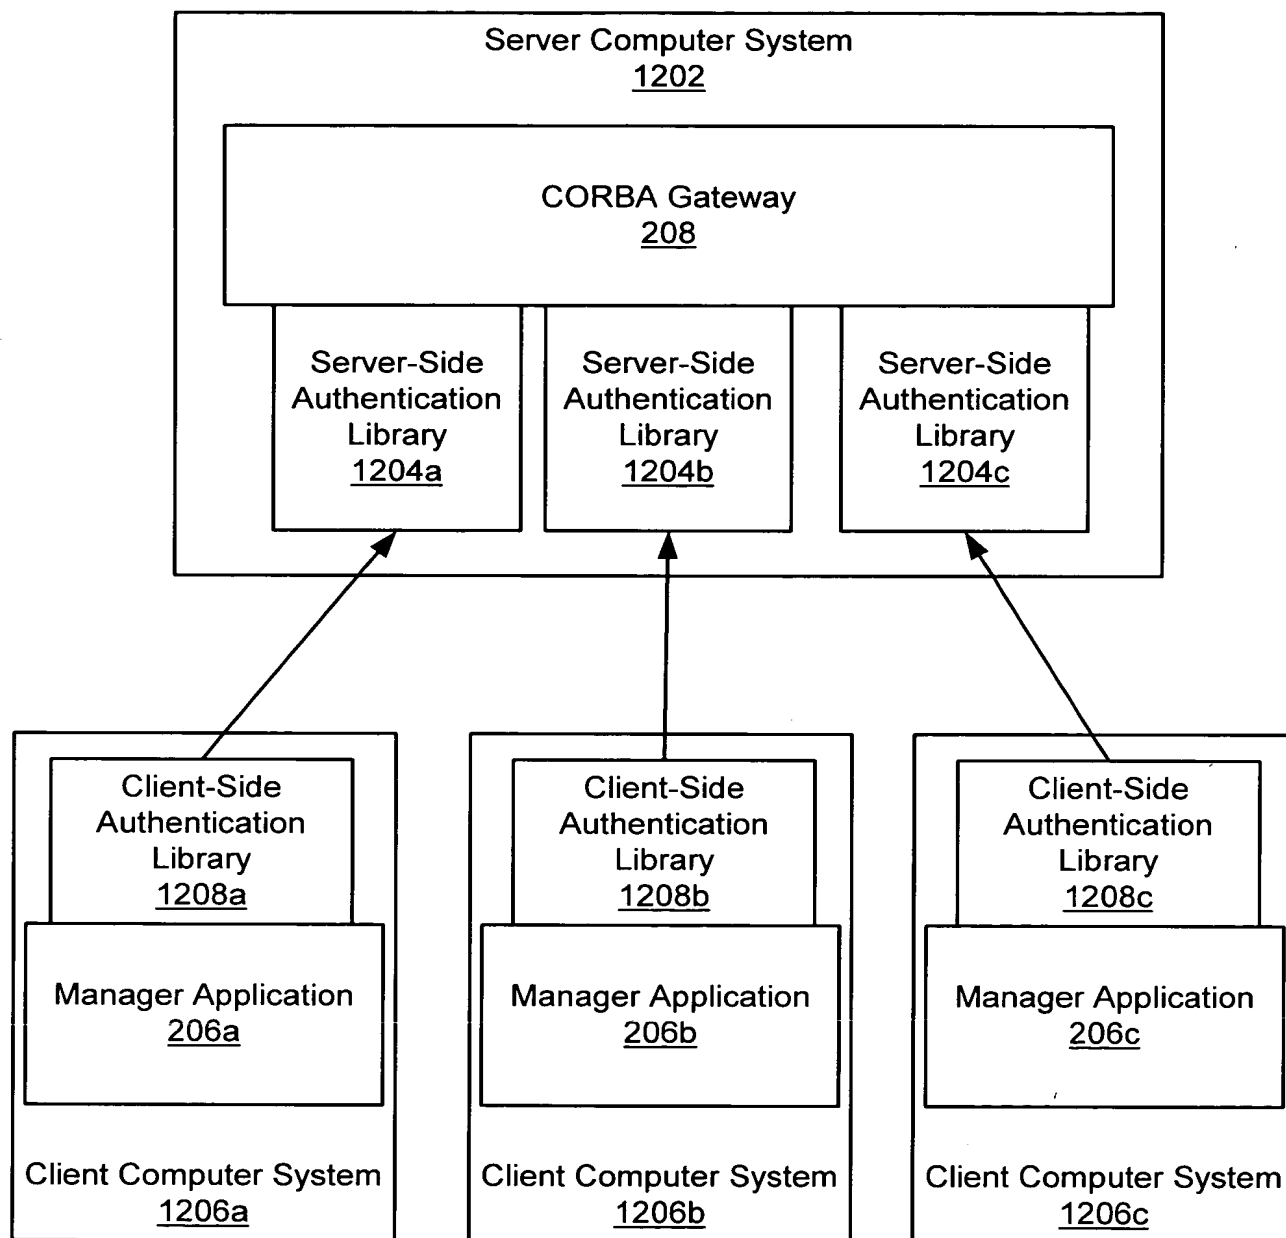 Server Computer System
1202
CORBA Gateway
208
Server-Side
Authentication
Library
1204a
Server-Side
Authentication
Library
1204b
Server-Side
Authentication
Library
1204c
Client-Side
Authentication
Library
1208a
Manager Application
206a
Client Computer System
1206a
Client-Side
Authentication
Library
1208b
Manager Application
206b
Client Computer System
1206b
Client-Side
Authentication
Library
1208c
Manager Application
206c
Client Computer System
1206c